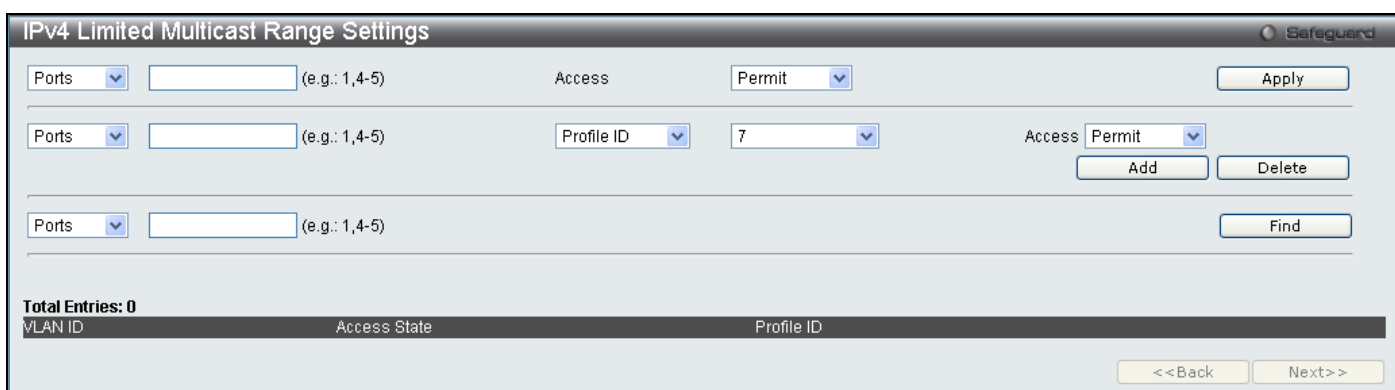 IPv4 Limited Multicast Range Settings Safeguard
Ports (e.g.: 1,4-5) Access Permit Apply
Ports (e.g.: 1,4-5) Profile ID 7 Access Permit
Add Delete
Ports (e.g.: 1,4-5) Find
Total Entries: 0
VLAN ID Access State Profile ID
<<Back Next>>